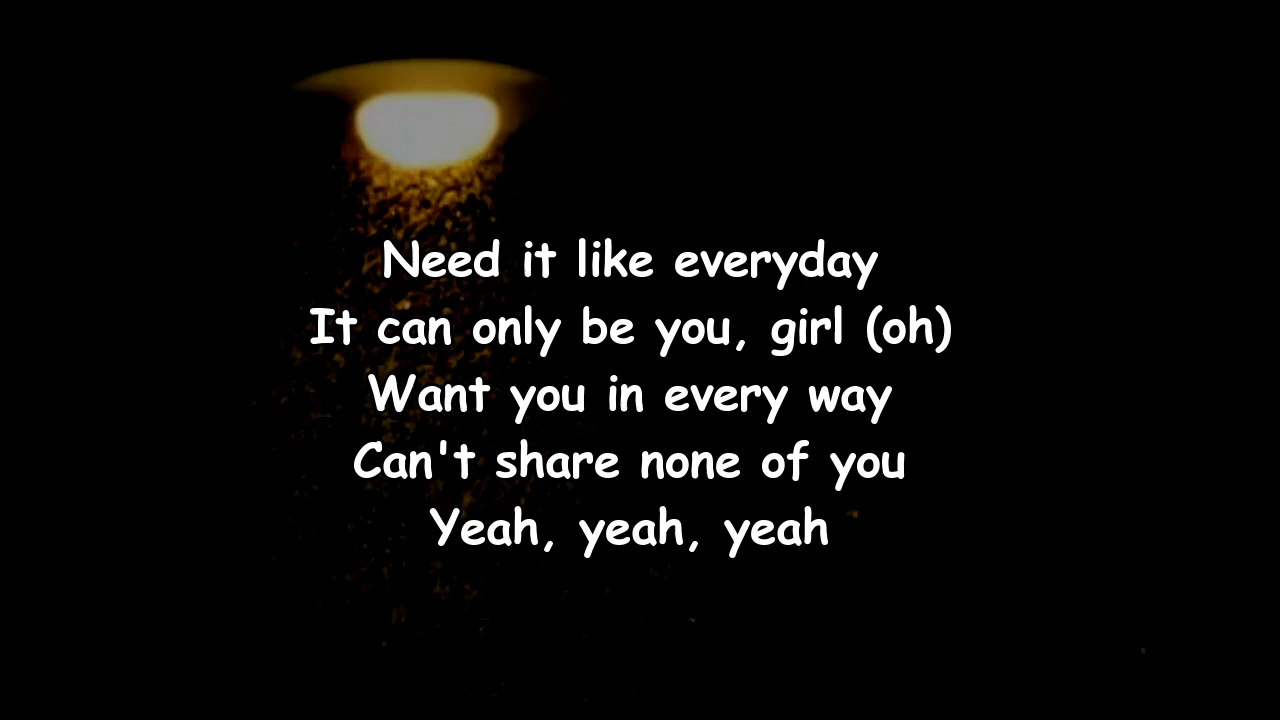 Need it like everyday
It can only be you, girl (oh)
Want you in every way
Can't share none of you
Yeah, yeah, yeah